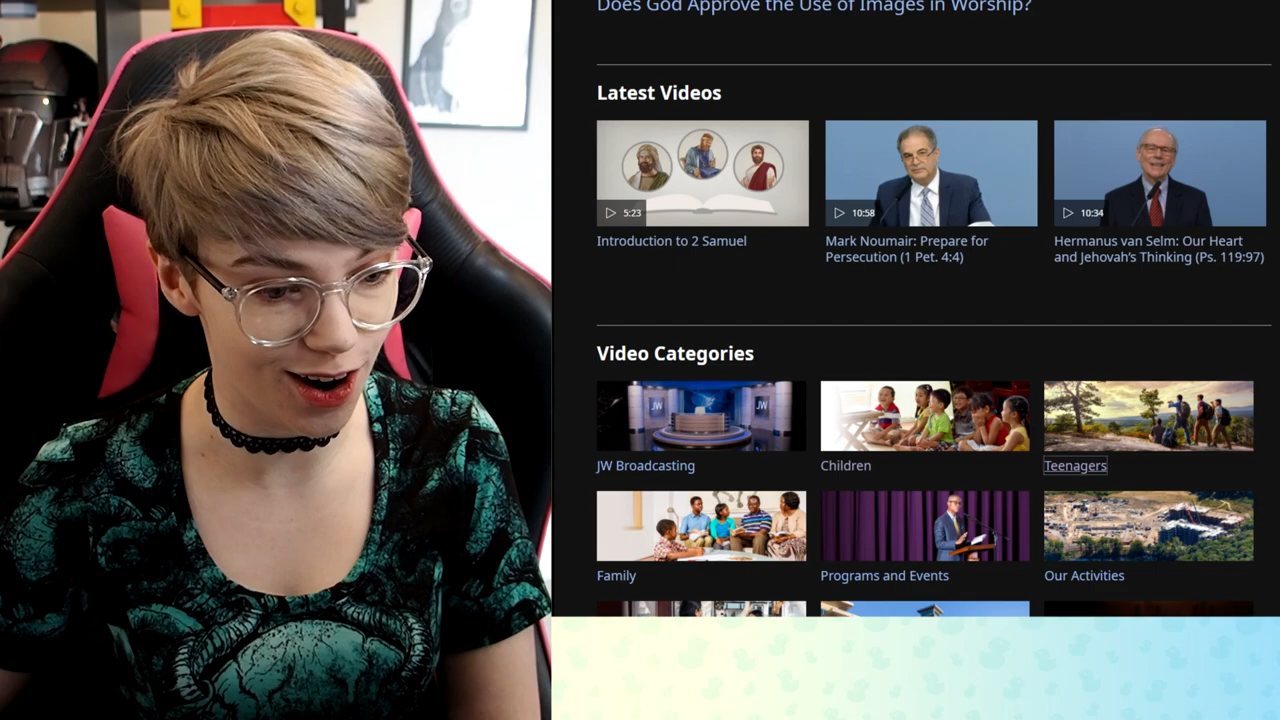 Does God Approve the Use of Images in Worship?
Latest Videos
5:23
10:58
10:34
Introduction to 2 Samuel
Mark Noumair: Prepare for
Persecution (1 Pet. 4:4)
Hermanus van Selm: Our Heart
and Jehovah’s Thinking (Ps. 119:97)
Video Categories
JW
JW
JW Broadcasting
Children
Teenagers
Family
Programs and Events
Our Activities